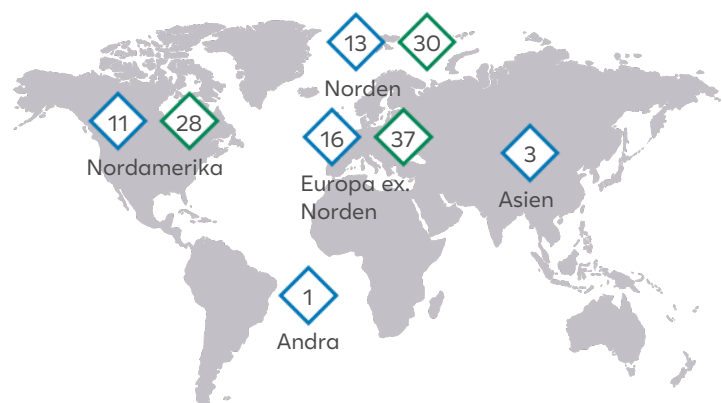 13 30
Norden
11 28
Nordamerika
16 37
Europa ex.
Norden
3
Asien
1
Andra